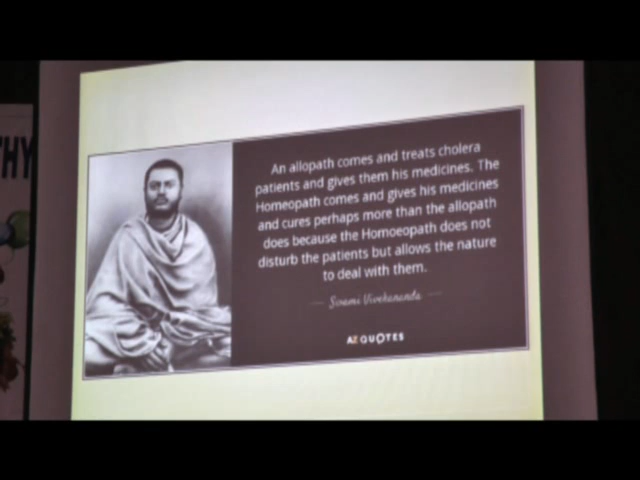 THY
An allopath comes and treats cholera
patients and gives them his medicines. The
Homeopath comes and gives his medicines
and cures perhaps more than the allopath
does because the Homoeopath does not
disturb the patients but allows the nature
to deal with them.
Swami Vivekananda
AZ QUOTES